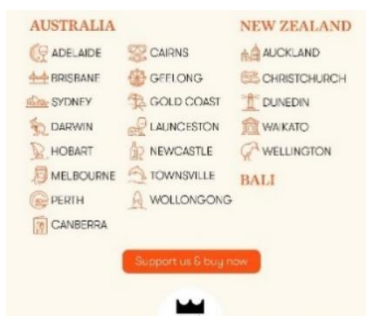 AUSTRALIA
ADELAIDE
BRISBANE
SYDNEY
DARWIN
HOBART
MELBOURNE
PERTH
CANBERRA
CAIRNS
GEELONG
GOLD COAST
LAUNCESTON
NEWCASTLE
TOWNSVILLE
WOLLONGONG
NEW ZEALAND
AUCKLAND
CHRISTCHURCH
DUNEDIN
WAIKATO
WELLINGTON
BALI
Support us & buy now